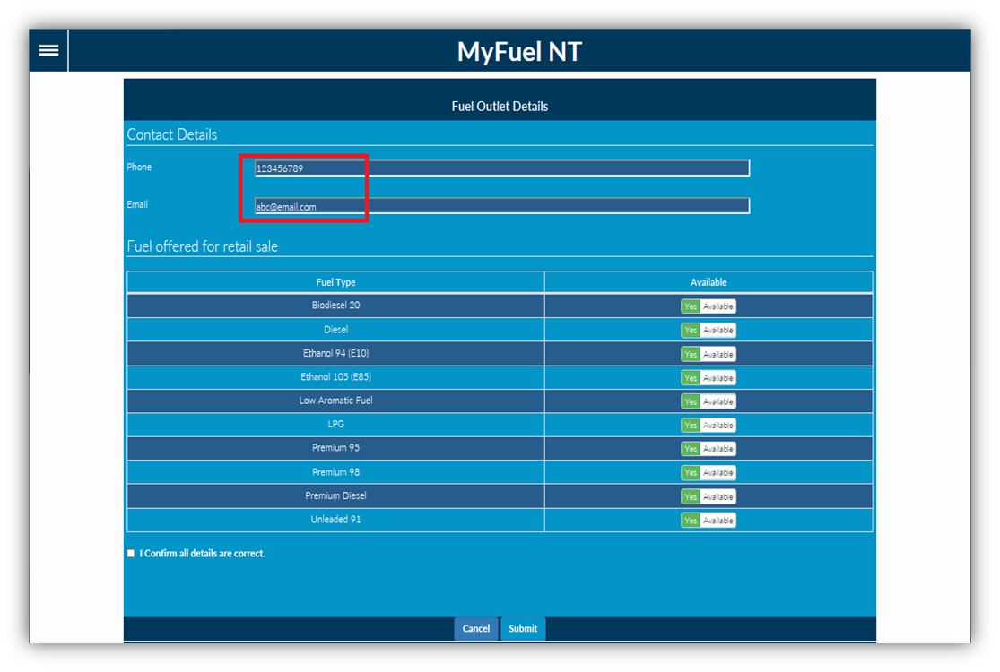 MyFuel NT
Fuel Outlet Details
Contact Details
Phone 123456789
Email abc@email.com
Fuel offered for retail sale
Fuel Type Available
Biodiesel 20 Yes Available
Diesel Yes Available
Ethanol 94 (E10) Yes Available
Ethanol 105 (E85) Yes Available
Low Aromatic Fuel Yes Available
LPG Yes Available
Premium 95 Yes Available
Premium 98 Yes Available
Premium Diesel Yes Available
Unleaded 91 Yes Available
I Confirm all details are correct.
Cancel Submit